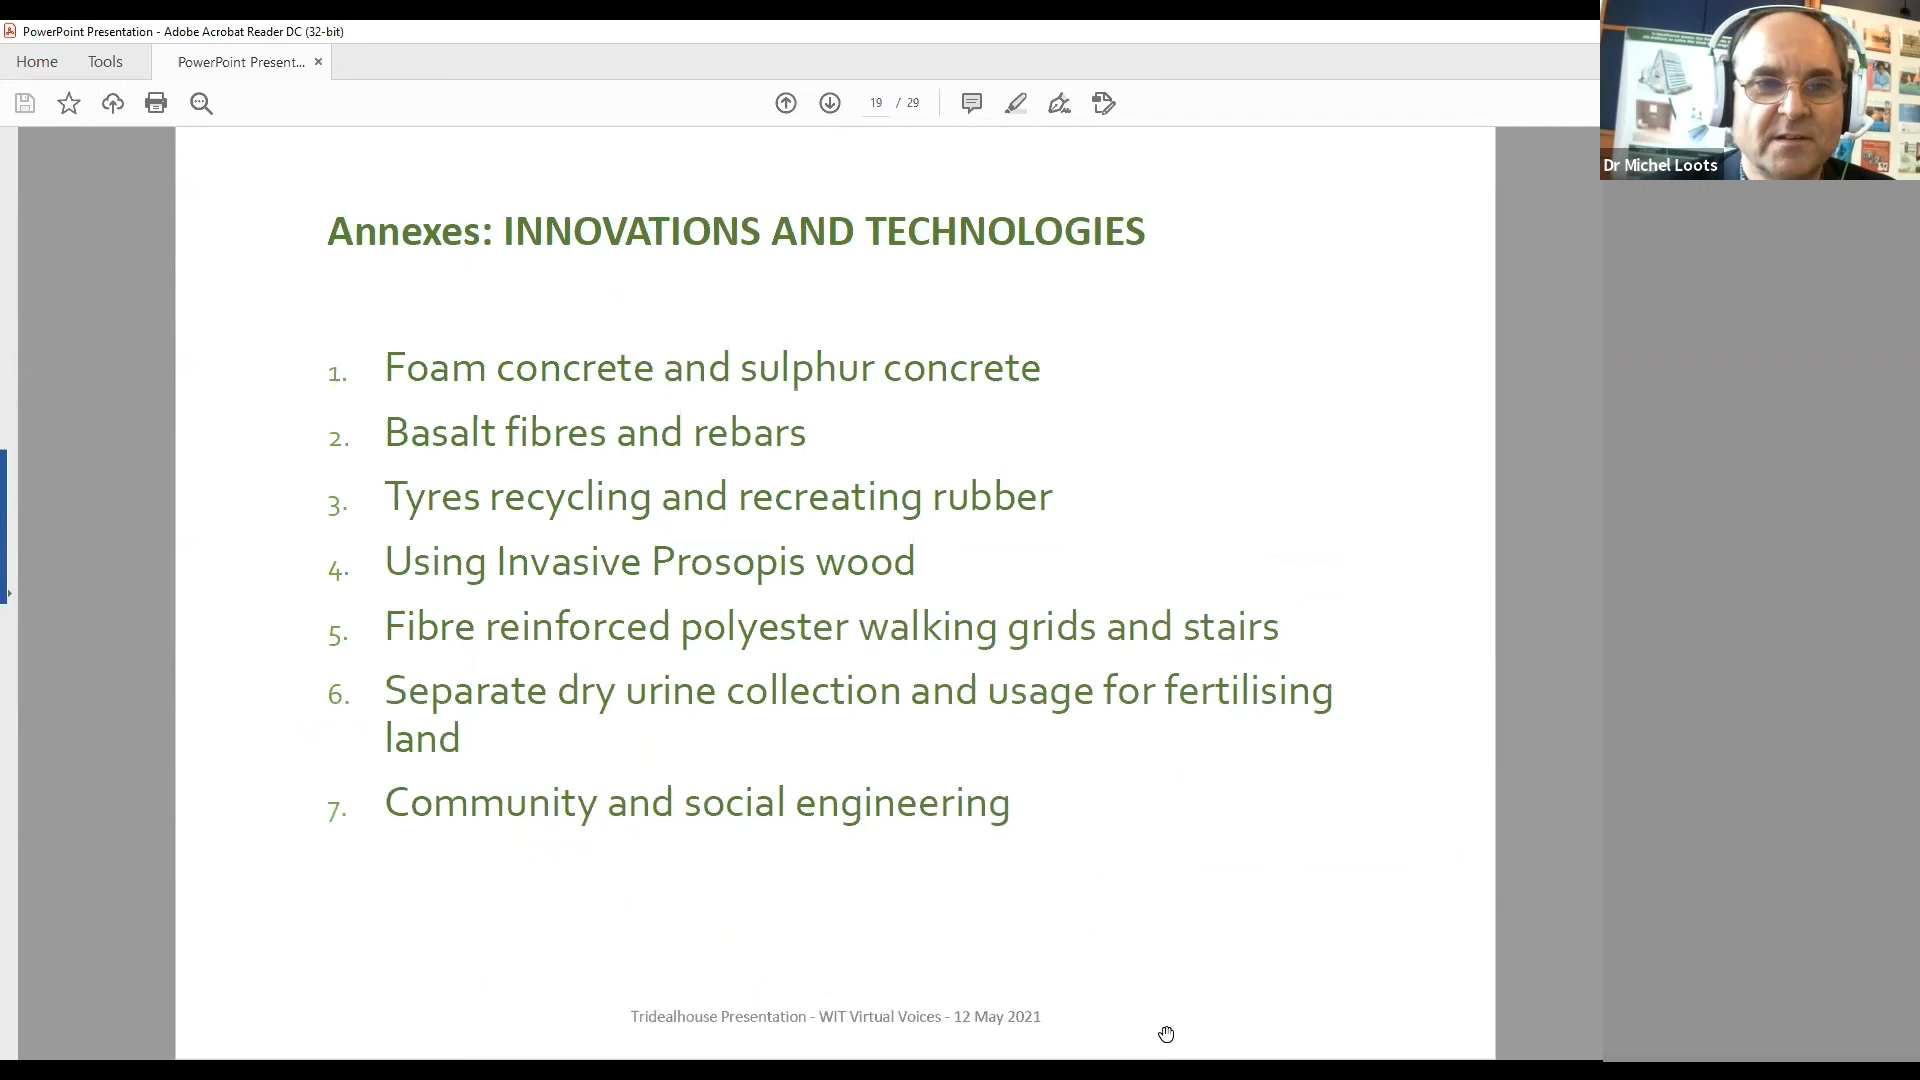 PowerPoint Presentation - Adobe Acrobat Reader DC (32-bit)
Home Tools PowerPoint Present... ×
19 / 29
Dr Michel Loots
Annexes: INNOVATIONS AND TECHNOLOGIES
1. Foam concrete and sulphur concrete
2. Basalt fibres and rebars
3. Tyres recycling and recreating rubber
4. Using Invasive Prosopis wood
5. Fibre reinforced polyester walking grids and stairs
6. Separate dry urine collection and usage for fertilising
land
7. Community and social engineering
Tridealhouse Presentation - WIT Virtual Voices - 12 May 2021